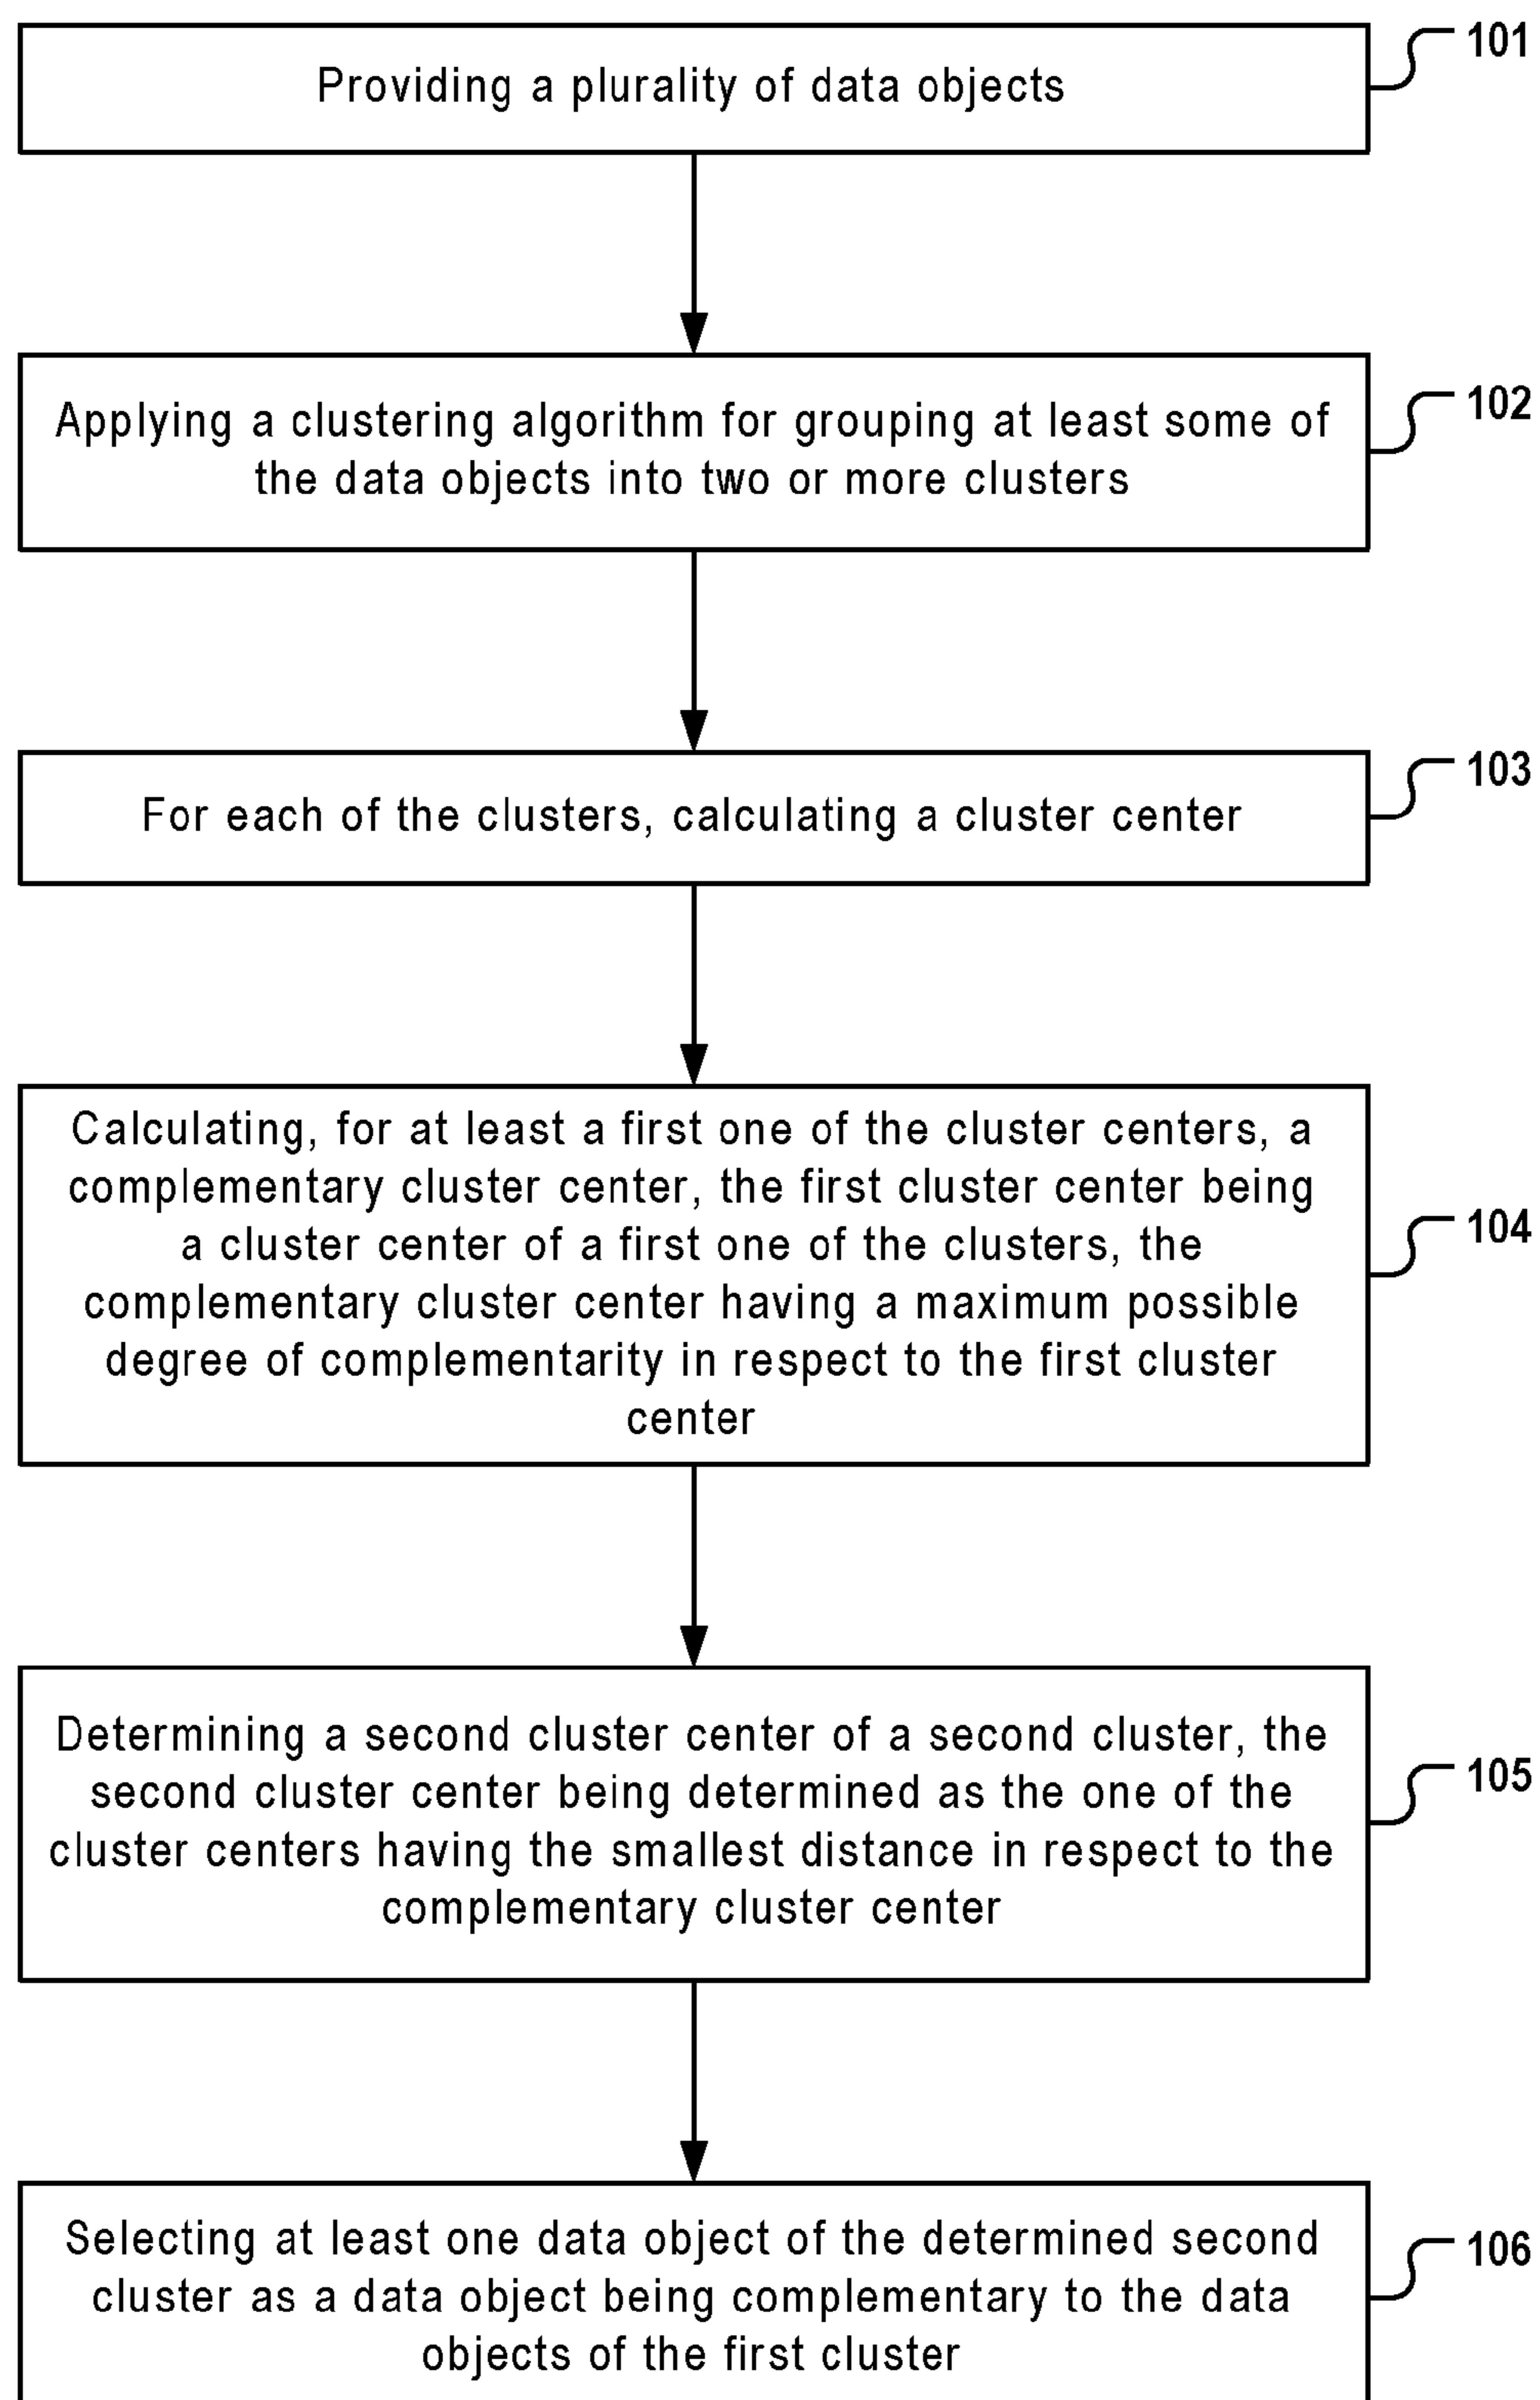 Providing a plurality of data objects
101
Applying a clustering algorithm for grouping at least some of
the data objects into two or more clusters
102
For each of the clusters, calculating a cluster center
103
Calculating, for at least a first one of the cluster centers, a
complementary cluster center, the first cluster center being
a cluster center of a first one of the clusters, the
complementary cluster center having a maximum possible
degree of complementarity in respect to the first cluster
center
104
Determining a second cluster center of a second cluster, the
second cluster center being determined as the one of the
cluster centers having the smallest distance in respect to the
complementary cluster center
105
Selecting at least one data object of the determined second
cluster as a data object being complementary to the data
objects of the first cluster
106